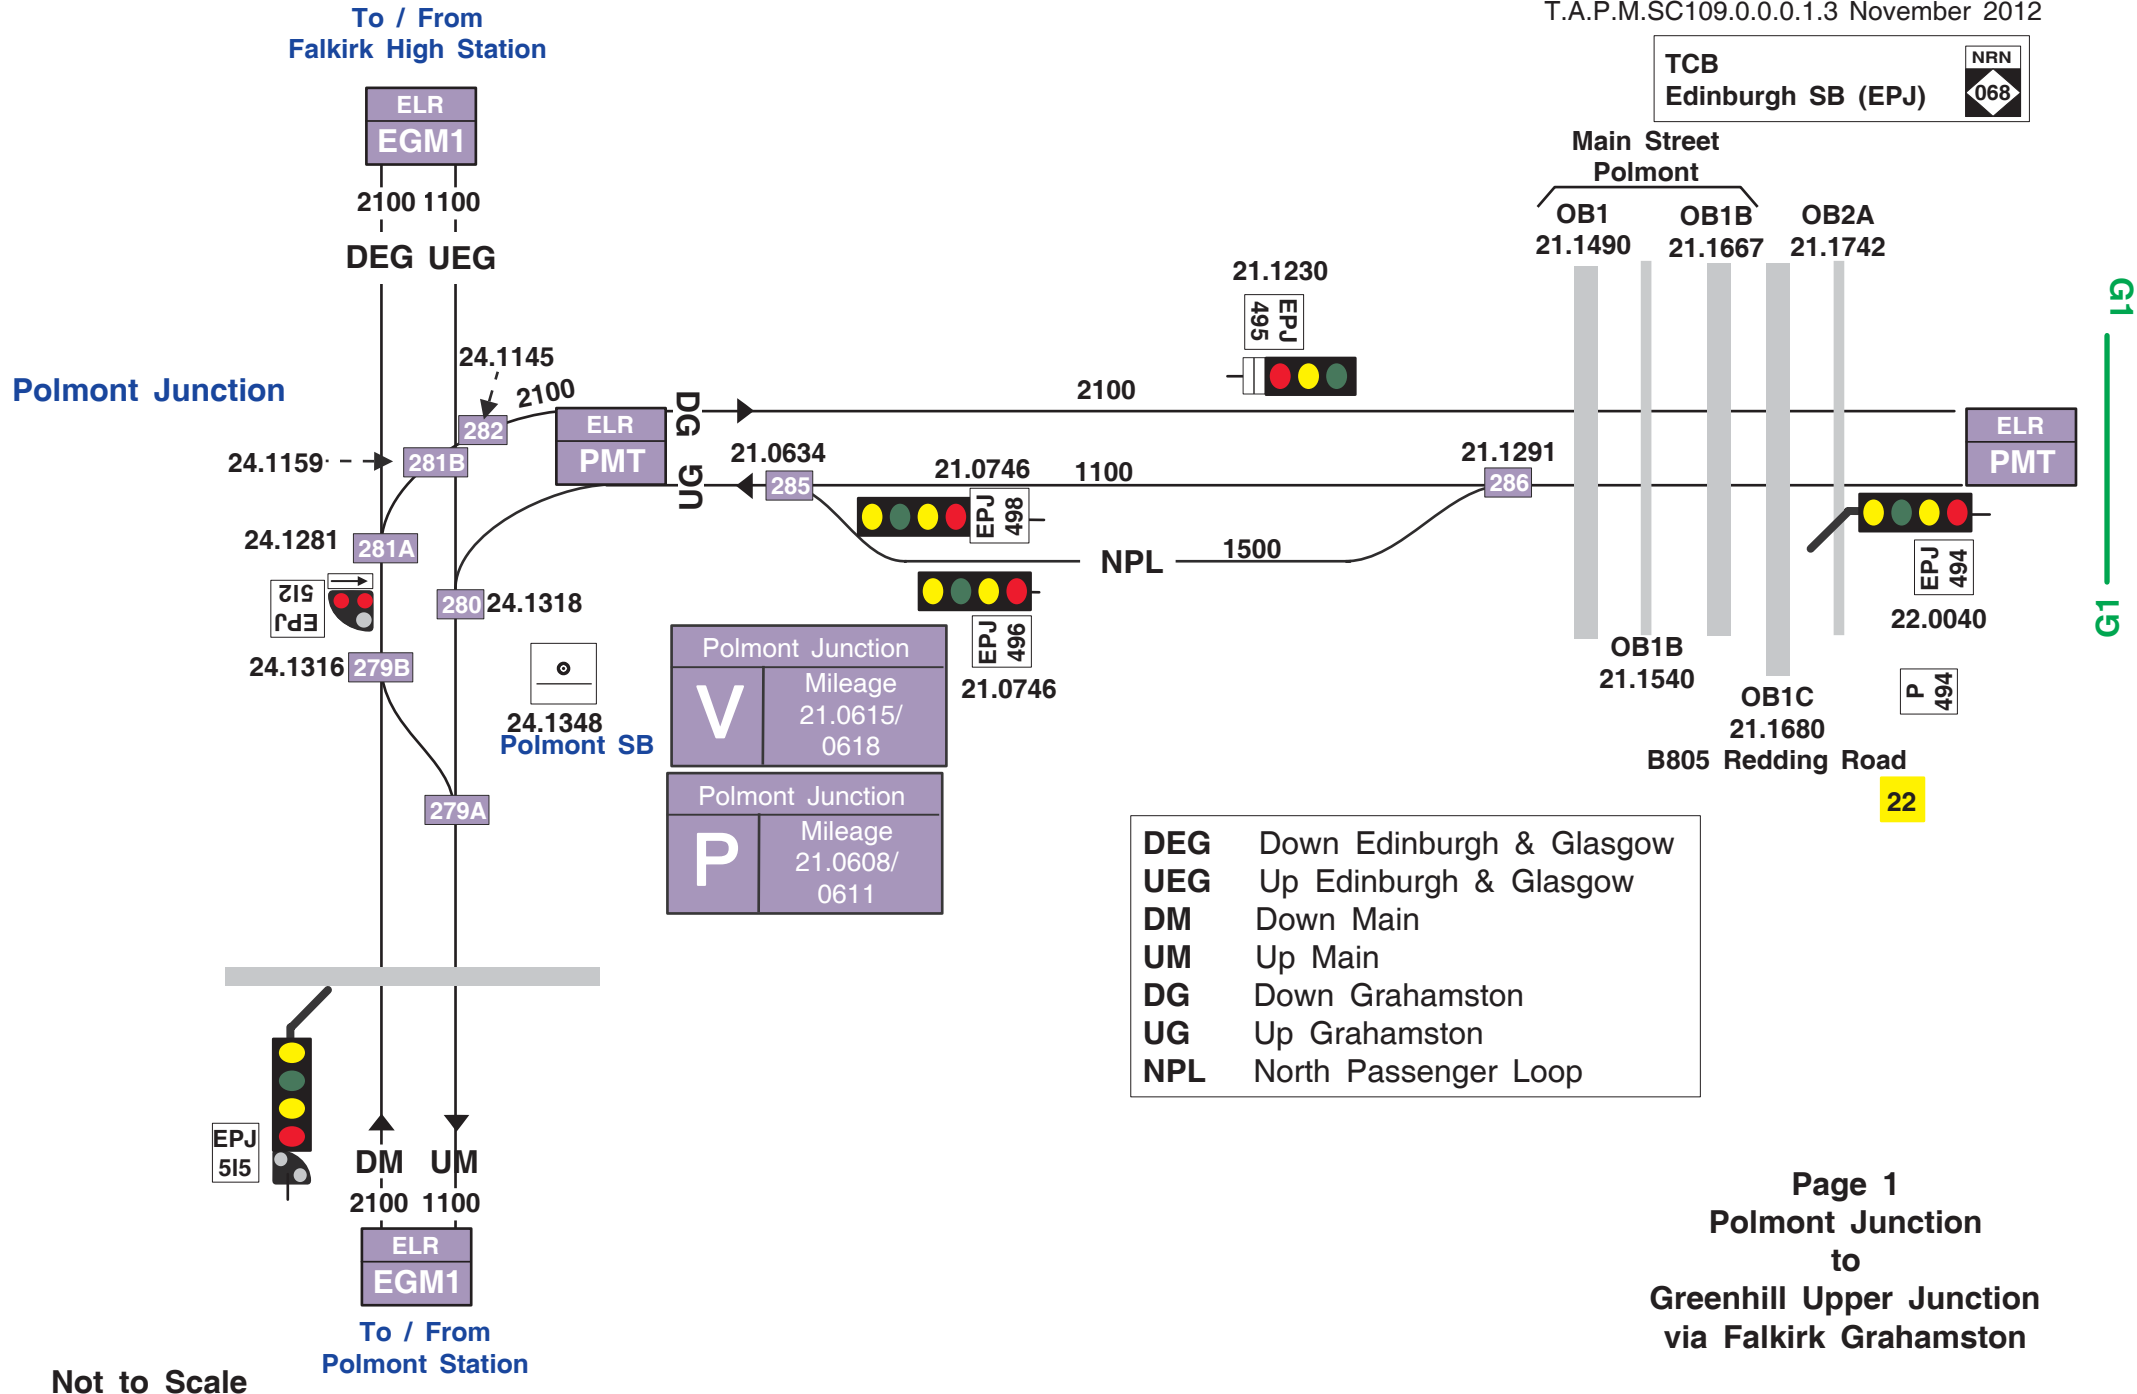 T.A.P.M.SC109.0.0.0.1.3 November 2012
To / From
Falkirk High Station
TCB
Edinburgh SB (EPJ)
NRN
068
ELR
EGM1
2100 1100
DEG UEG
Main Street
Polmont
OB1
21.1490
OB1B
21.1667
OB2A
21.1742
21.1230
EPJ
495
G1
Polmont Junction
24.1145
2100
282
24.1159
281B
ELR
PMT
DG
UG
2100
21.0634
285
21.0746
1100
21.1291
286
ELR
PMT
EPJ
498
24.1281
281A
NPL
1500
EPJ
5I2
280
24.1318
EPJ
496
21.0746
EPJ
494
22.0040
G1
24.1316
279B
24.1348
Polmont SB
Polmont Junction
V
Mileage
21.0615/
0618
OB1B
21.1540
OB1C
21.1680
B805 Redding Road
P
494
22
279A
Polmont Junction
P
Mileage
21.0608/
0611
DEG Down Edinburgh & Glasgow
UEG Up Edinburgh & Glasgow
DM Down Main
UM Up Main
DG Down Grahamston
UG Up Grahamston
NPL North Passenger Loop
EPJ
5I5
DM UM
2100 1100
ELR
EGM1
To / From
Polmont Station
Not to Scale
Page 1
Polmont Junction
to
Greenhill Upper Junction
via Falkirk Grahamston